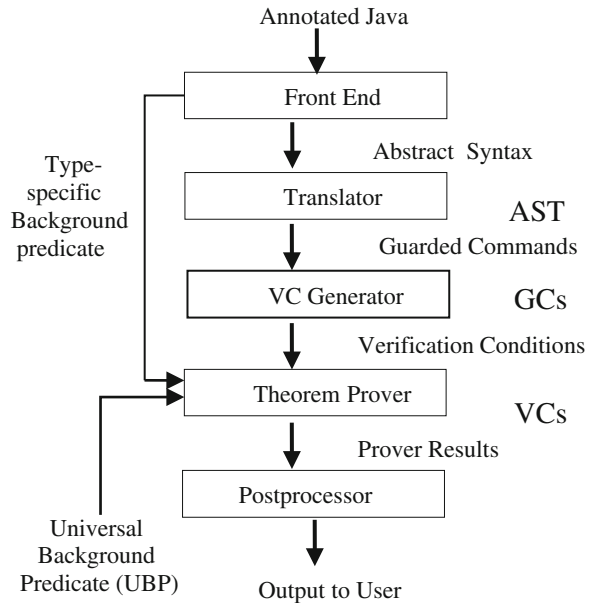 Annotated Java
Front End
Abstract Syntax
Type-
specific
Background
predicate
Translator
AST
Guarded Commands
VC Generator
GCs
Verification Conditions
Theorem Prover
VCs
Prover Results
Postprocessor
Universal
Background
Predicate (UBP)
Output to User